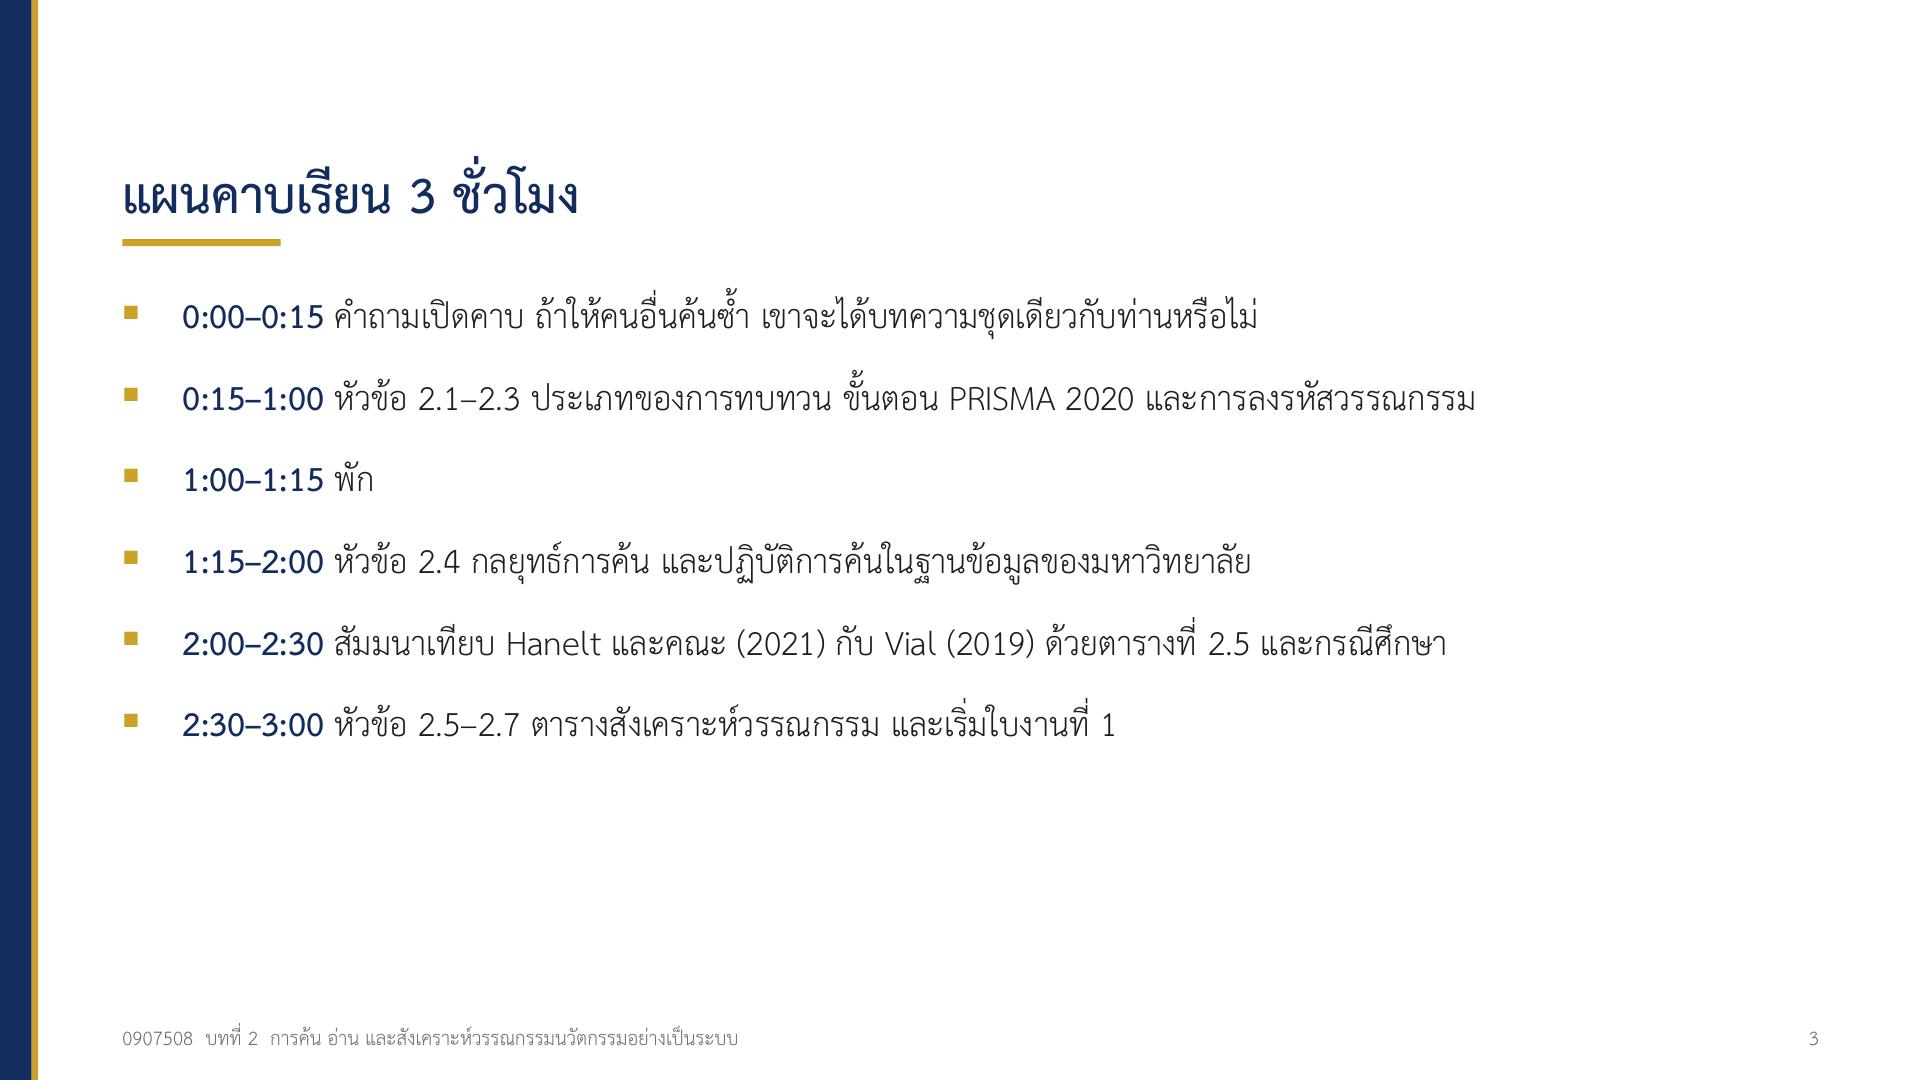 แผนคาบเรียน 3 ชั่วโมง
0:00–0:15 คำถามเปิดคาบ ถ้าให้คนอื่นค้นซ้ำ เขาจะได้บทความชุดเดียวกับท่านหรือไม่
0:15–1:00 หัวข้อ 2.1–2.3 ประเภทของการทบทวน ขั้นตอน PRISMA 2020 และการลงรหัสวรรณกรรม
1:00–1:15 พัก
1:15–2:00 หัวข้อ 2.4 กลยุทธ์การค้น และปฏิบัติการค้นในฐานข้อมูลของมหาวิทยาลัย
2:00–2:30 สัมมนาเทียบ Hanelt และคณะ (2021) กับ Vial (2019) ด้วยตารางที่ 2.5 และกรณีศึกษา
2:30–3:00 หัวข้อ 2.5–2.7 ตารางสังเคราะห์วรรณกรรม และเริ่มใบงานที่ 1
0907508 บทที่ 2 การค้น อ่าน และสังเคราะห์วรรณกรรมนวัตกรรมอย่างเป็นระบบ
3